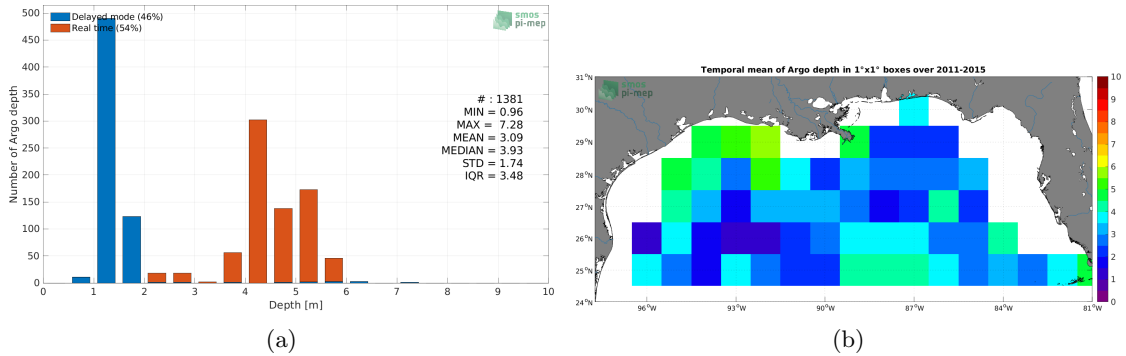 Delayed mode (46%)
Real time (54%)
smos
pi-mep
# : 1381
MIN = 0.96
MAX = 7.28
MEAN = 3.09
MEDIAN = 3.93
STD = 1.74
IQR = 3.48
Number of Argo depth
500
450
400
350
300
250
200
150
100
50
0
0 1 2 3 4 5 6 7 8 9 10
Depth [m]
(a)
Temporal mean of Argo depth in 1°x1° boxes over 2011-2015
smos
pi-mep
31°N
30°N
29°N
28°N
27°N
26°N
25°N
24°N
96°W 93°W 90°W 87°W 84°W 81°W
10
9
8
7
6
5
4
3
2
1
0
(b)